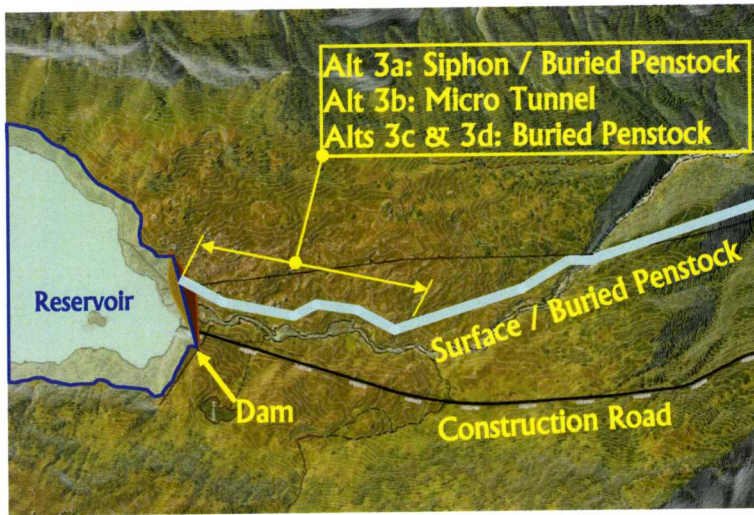 Alt 3a: Siphon / Buried Penstock
Alt 3b: Micro Tunnel
Alts 3c & 3d: Buried Penstock
Reservoir
Surface / Buried Penstock
Dam
Construction Road